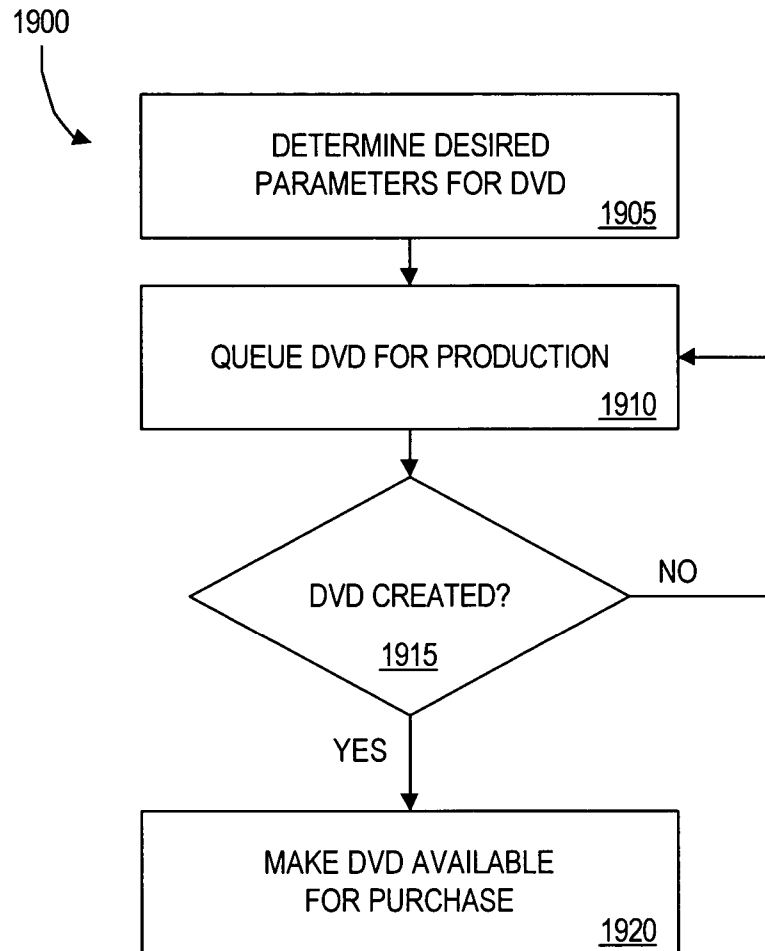 1900
DETERMINE DESIRED
PARAMETERS FOR DVD
1905
QUEUE DVD FOR PRODUCTION
1910
DVD CREATED?
1915
NO
YES
MAKE DVD AVAILABLE
FOR PURCHASE
1920